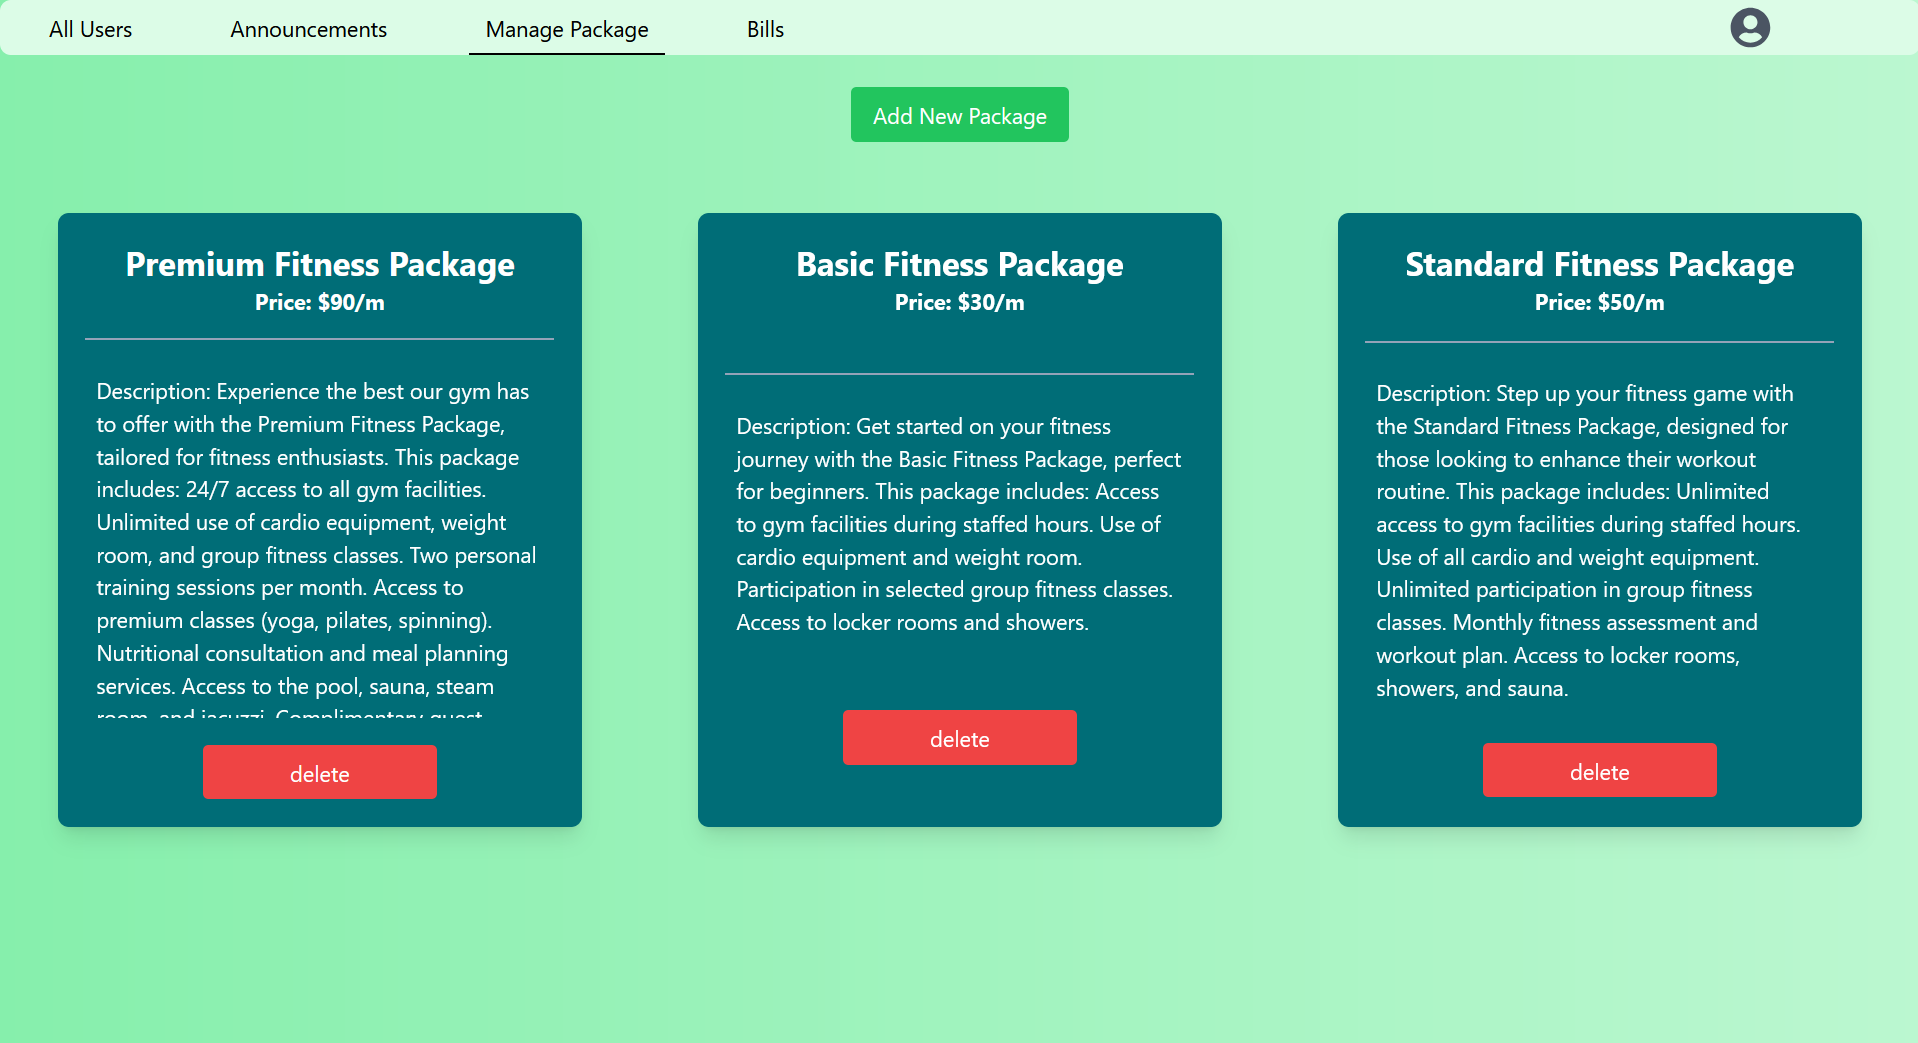 All Users
Announcements
Manage Package
Bills
Add New Package
Premium Fitness Package
Price: $90/m
Description: Experience the best our gym has
to offer with the Premium Fitness Package,
tailored for fitness enthusiasts. This package
includes: 24/7 access to all gym facilities.
Unlimited use of cardio equipment, weight
room, and group fitness classes. Two personal
training sessions per month. Access to
premium classes (yoga, pilates, spinning).
Nutritional consultation and meal planning
services. Access to the pool, sauna, steam
room, and jacuzzi. Complimentary guest
delete
Basic Fitness Package
Price: $30/m
Description: Get started on your fitness
journey with the Basic Fitness Package, perfect
for beginners. This package includes: Access
to gym facilities during staffed hours. Use of
cardio equipment and weight room.
Participation in selected group fitness classes.
Access to locker rooms and showers.
delete
Standard Fitness Package
Price: $50/m
Description: Step up your fitness game with
the Standard Fitness Package, designed for
those looking to enhance their workout
routine. This package includes: Unlimited
access to gym facilities during staffed hours.
Use of all cardio and weight equipment.
Unlimited participation in group fitness
classes. Monthly fitness assessment and
workout plan. Access to locker rooms,
showers, and sauna.
delete